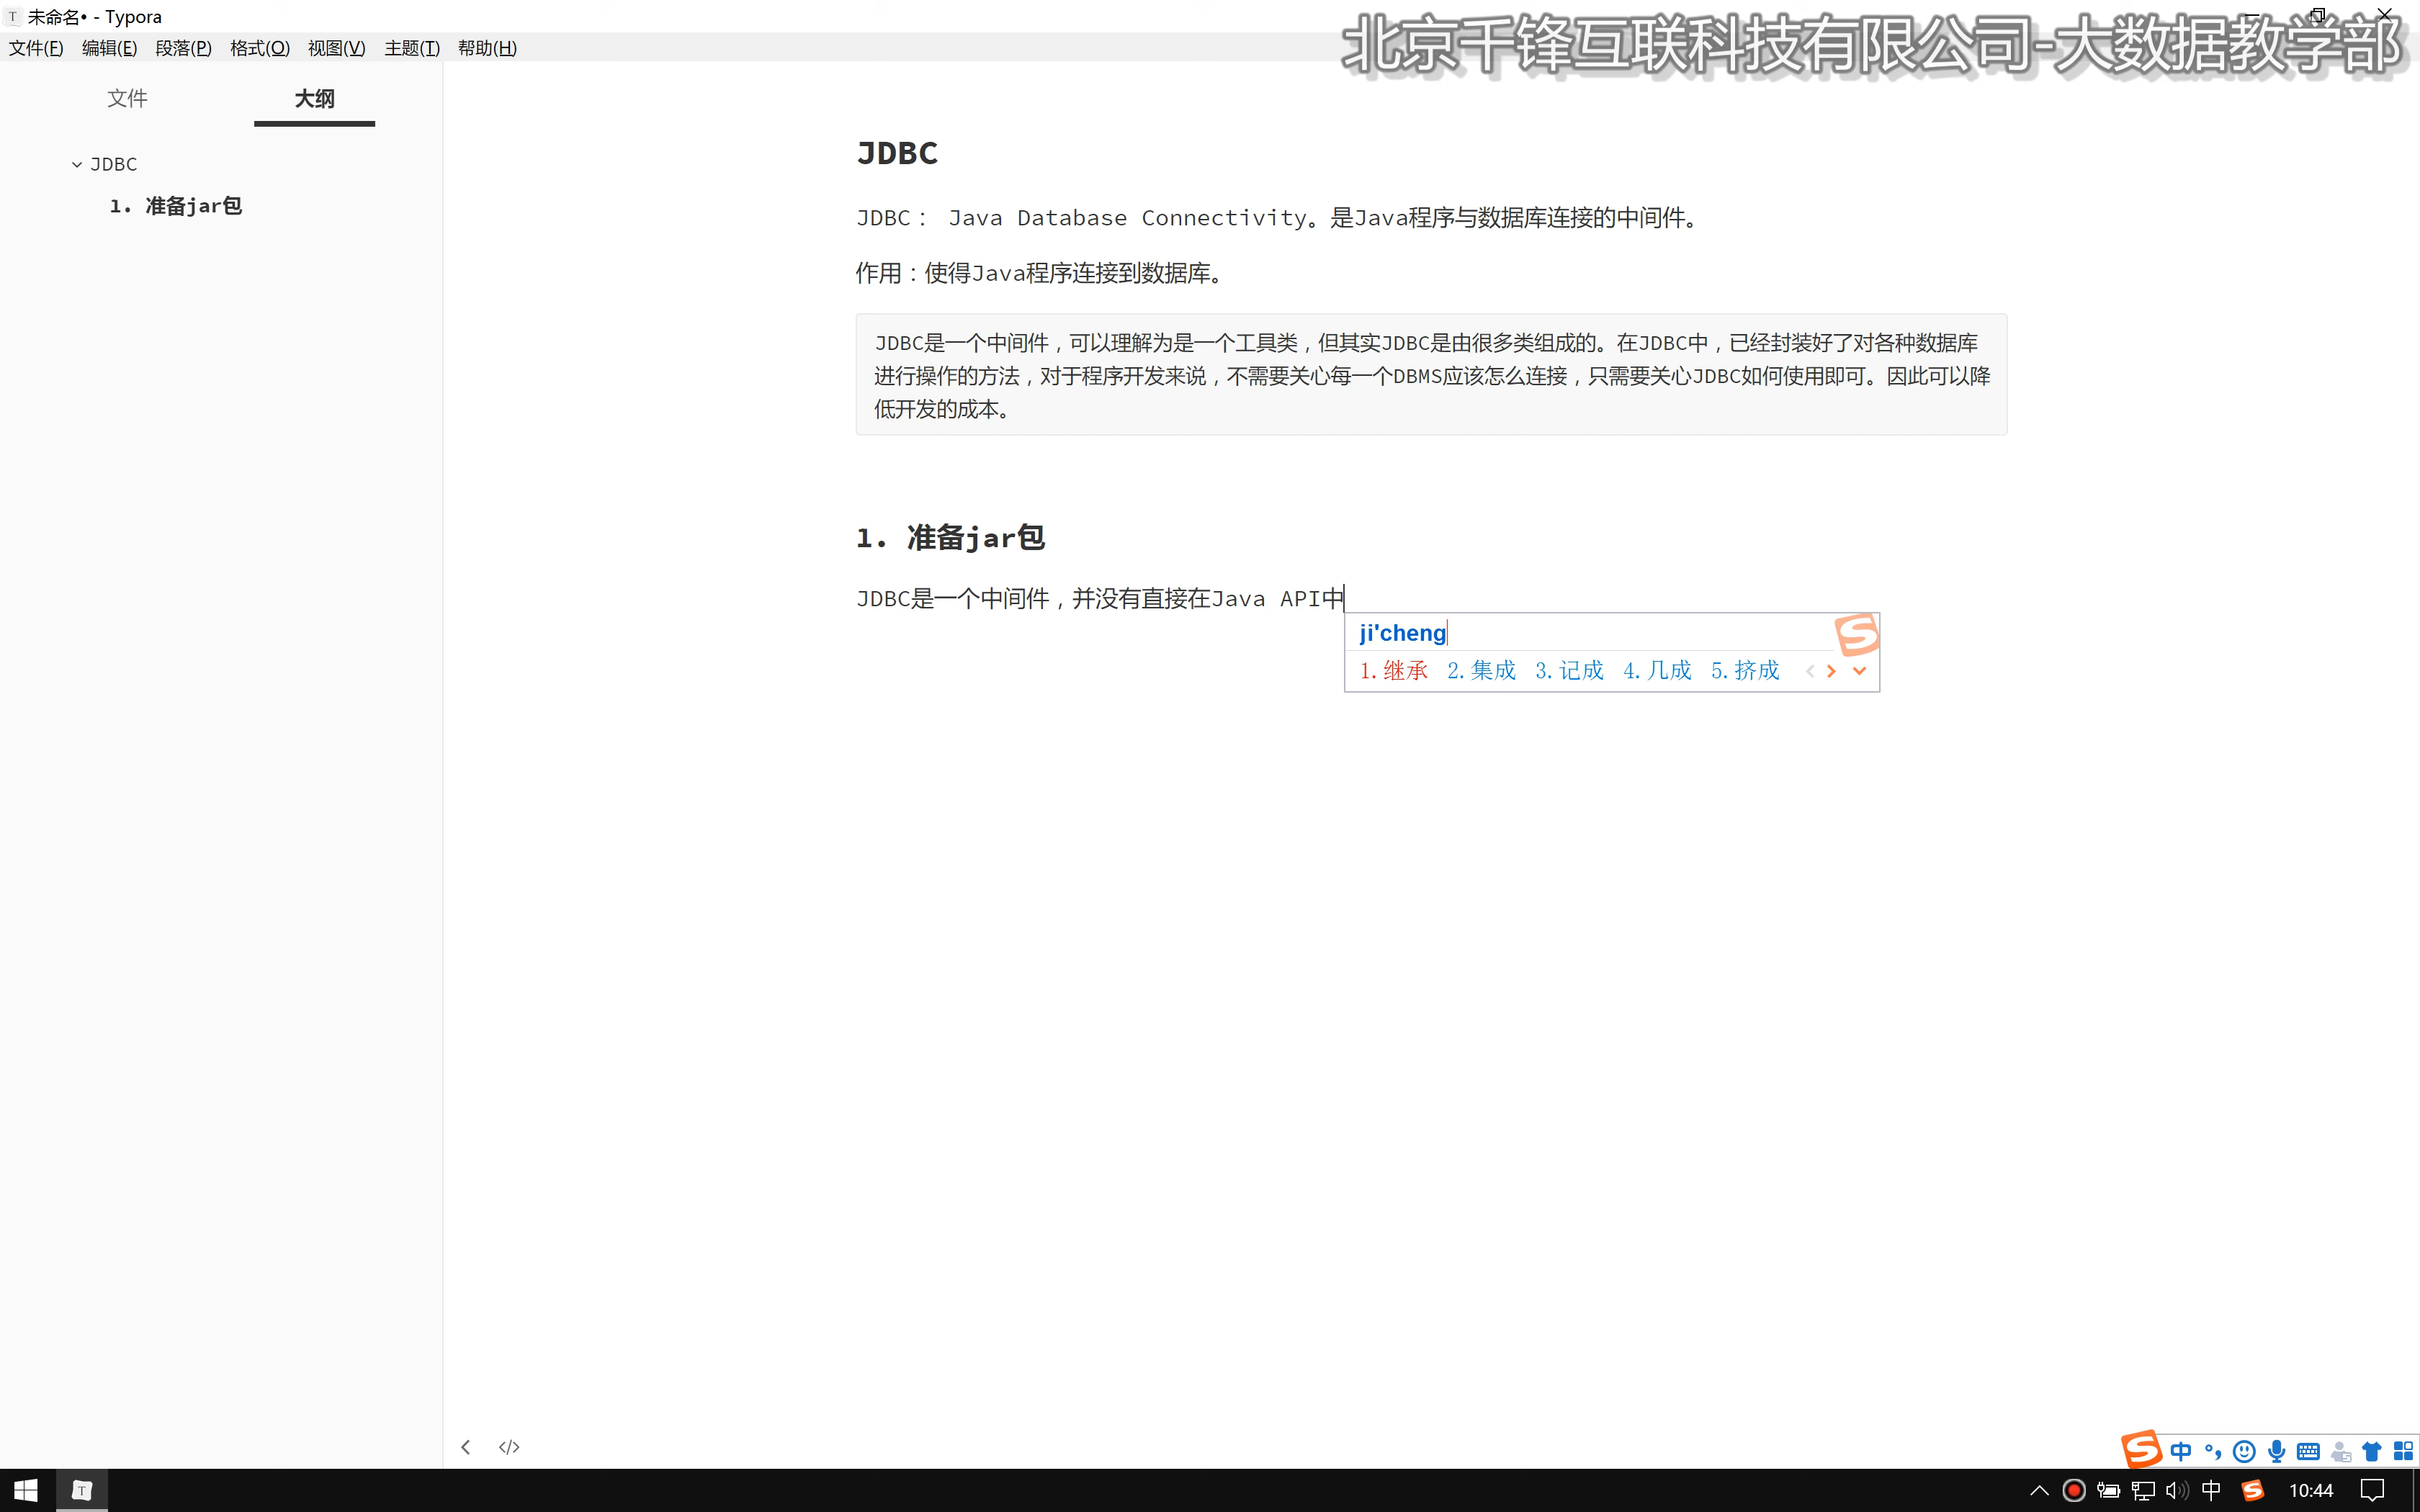 未命名• - Typora
北京千锋互联科技有限公司-大数据教学部
文件(F) 编辑(E) 段落(P) 格式(O) 视图(V) 主题(T) 帮助(H)
文件 大纲
JDBC
1. 准备jar包
JDBC
JDBC： Java Database Connectivity。是Java程序与数据库连接的中间件。
作用：使得Java程序连接到数据库。
JDBC是一个中间件，可以理解为是一个工具类，但其实JDBC是由很多类组成的。在JDBC中，已经封装好了对各种数据库
进行操作的方法，对于程序开发来说，不需要关心每一个DBMS应该怎么连接，只需要关心JDBC如何使用即可。因此可以降
低开发的成本。
1. 准备jar包
JDBC是一个中间件，并没有直接在Java API中
ji'cheng
1.继承 2.集成 3.记成 4.几成 5.挤成
中
中 10:44